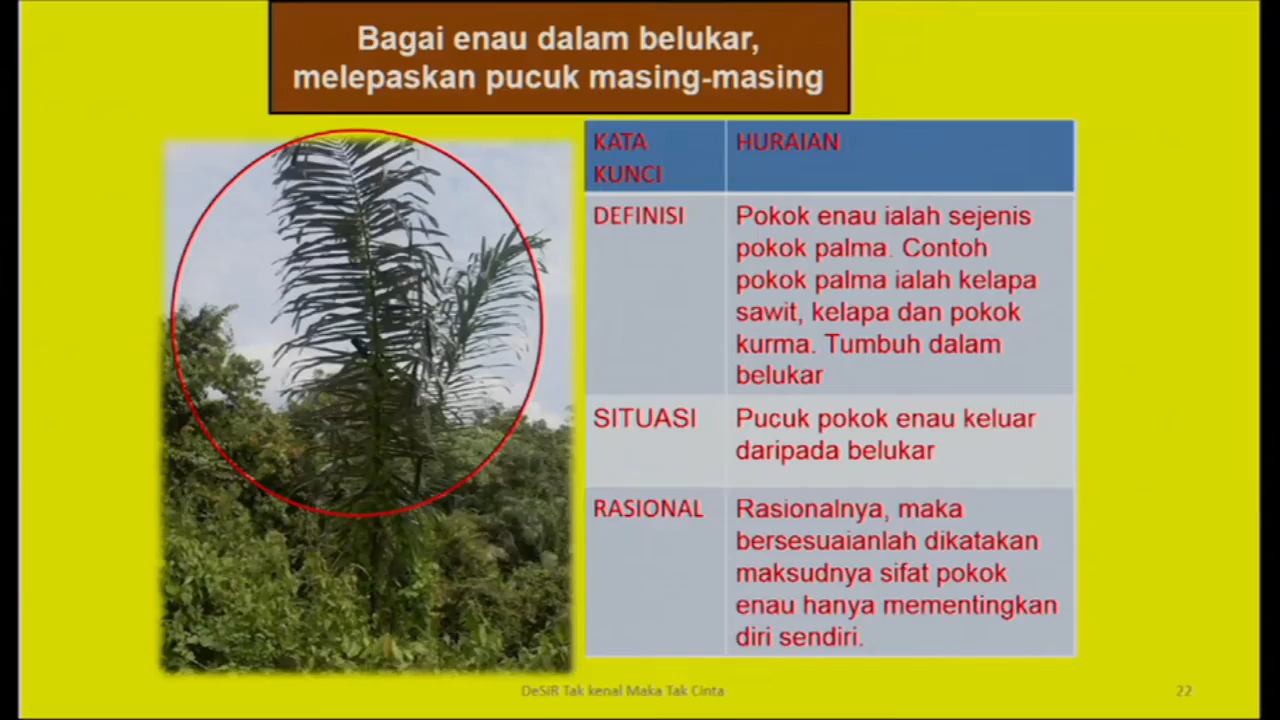 Bagai enau dalam belukar,
melepaskan pucuk masing-masing
KATA
KUNCI
HURAIAN
DEFINISI
Pokok enau ialah sejenis
pokok palma. Contoh
pokok palma ialah kelapa
sawit, kelapa dan pokok
kurma. Tumbuh dalam
belukar
SITUASI
Pucuk pokok enau keluar
daripada belukar
RASIONAL
Rasionalnya, maka
bersesuaianlah dikatakan
maksudnya sifat pokok
enau hanya mementingkan
diri sendiri.
DeSiR Tak kenal Maka Tak Cinta
22